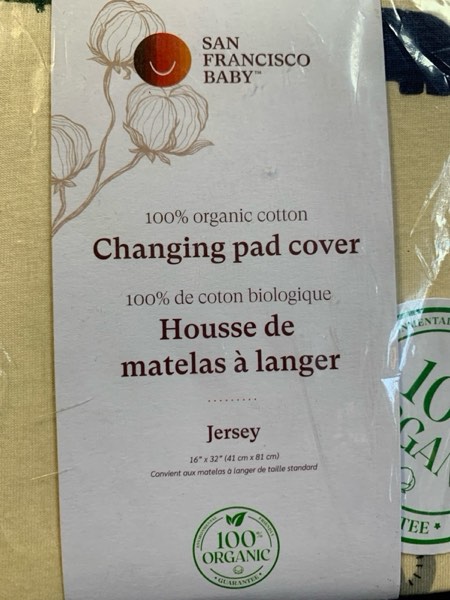 SAN
FRANCISCO
BABY™
100% organic cotton
Changing pad cover
100% de coton biologique
Housse de
matelas à langer
Jersey
16" x 32" (41 cm x 81 cm)
Convient aux matelas à langer de taille standard
100%
ORGANIC
GUARANTEE